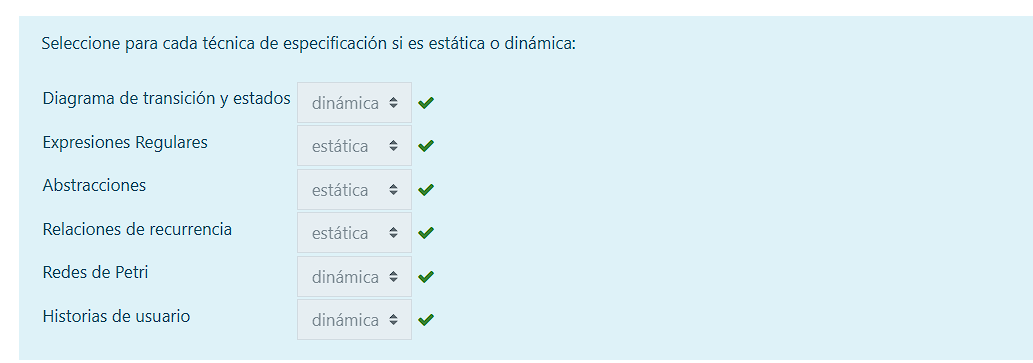 Seleccione para cada técnica de especificación si es estática o dinámica:
Diagrama de transición y estados dinámica
Expresiones Regulares estática
Abstracciones estática
Relaciones de recurrencia estática
Redes de Petri dinámica
Historias de usuario dinámica